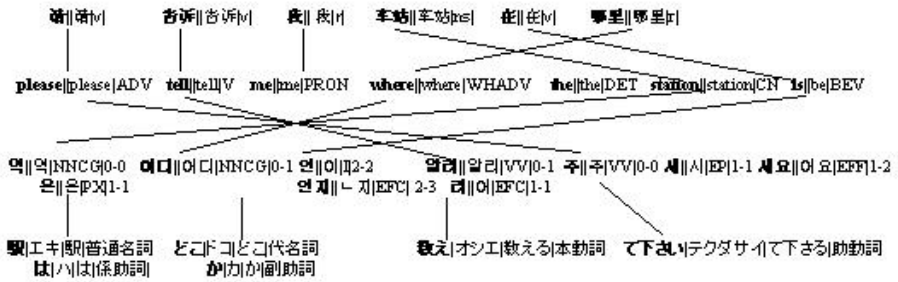 请||请|v| 告诉||告诉|v| 我||我|r| 车站||车站|ns| 在||在|v| 哪里||哪里|r|
please||please|ADV tell||tell|V me||me|PRON where||where|WHADV the||the|DET station||station|CN is||be|BEV
역||역|NNCG|0-0 어디||어디|NNCG|0-1 인||이|J|2-2 알려||알리|VV|0-1 주||주|VV|0-0 세||시|EP|1-1 세요||어요|EFF|1-2
은||은|PX|1-1 인지||ㄴ지|EFC| 2-3 려||어|EFC|1-1
駅|エキ|駅|普通名詞 どこ|ドコ|どこ|代名詞 教え|オシエ|教える|本動詞 て下さい|テクダサイ|て下さる|助動詞
は|ハ|は|係助詞| か|カ|か|副助詞